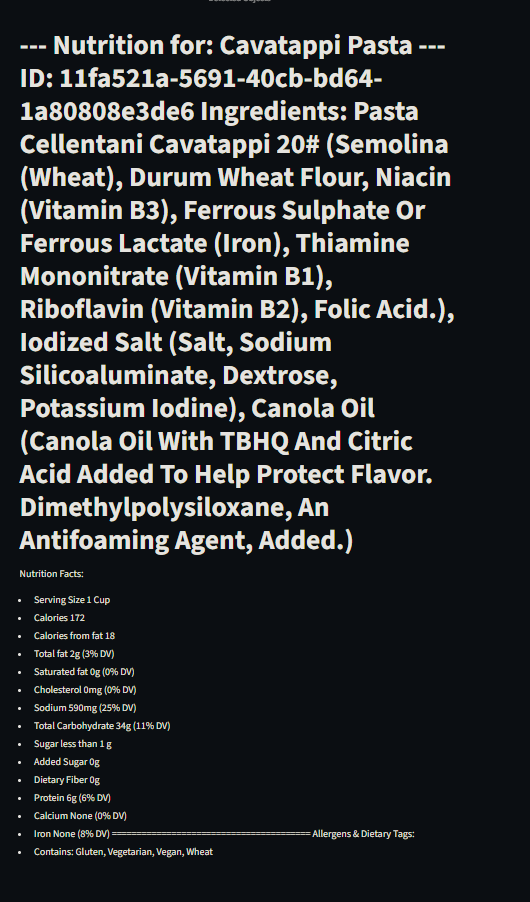 --- Nutrition for: Cavatappi Pasta ---
ID: 11fa521a-5691-40cb-bd64-
1a80808e3de6 Ingredients: Pasta
Cellentani Cavatappi 20# (Semolina
(Wheat), Durum Wheat Flour, Niacin
(Vitamin B3), Ferrous Sulphate Or
Ferrous Lactate (Iron), Thiamine
Mononitrate (Vitamin B1),
Riboflavin (Vitamin B2), Folic Acid.),
Iodized Salt (Salt, Sodium
Silicoaluminate, Dextrose,
Potassium Iodine), Canola Oil
(Canola Oil With TBHQ And Citric
Acid Added To Help Protect Flavor.
Dimethylpolysiloxane, An
Antifoaming Agent, Added.)
Nutrition Facts:
• Serving Size 1 Cup
• Calories 172
• Calories from fat 18
• Total fat 2g (3% DV)
• Saturated fat 0g (0% DV)
• Cholesterol 0mg (0% DV)
• Sodium 590mg (25% DV)
• Total Carbohydrate 34g (11% DV)
• Sugar less than 1 g
• Added Sugar 0g
• Dietary Fiber 0g
• Protein 6g (6% DV)
• Calcium None (0% DV)
• Iron None (8% DV) ======================================== Allergens & Dietary Tags:
• Contains: Gluten, Vegetarian, Vegan, Wheat